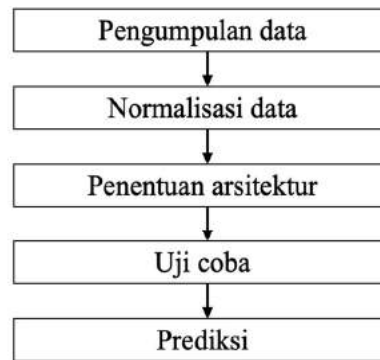 Pengumpulan data
Normalisasi data
Penentuan arsitektur
Uji coba
Prediksi